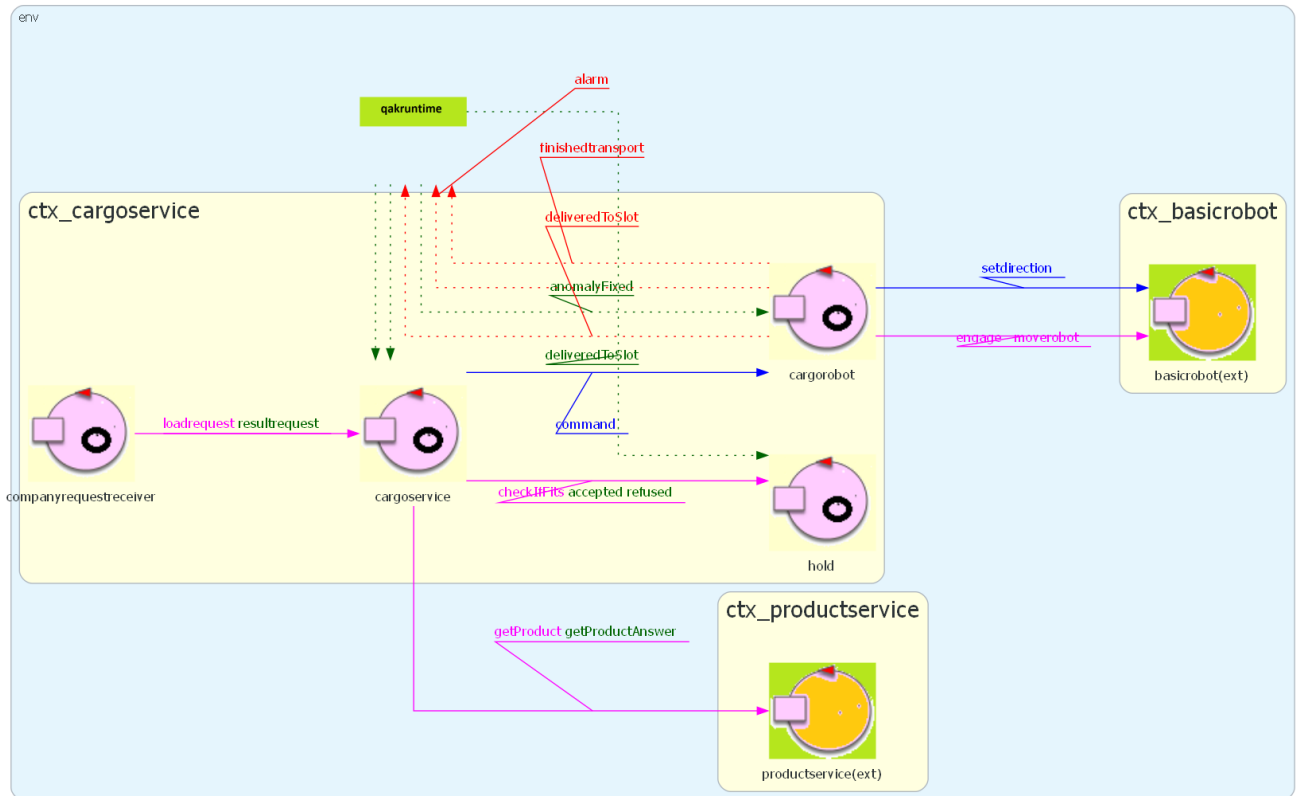 env
alarm
qakruntime
finishedtransport
ctx_cargoservice
ctx_basicrobot
deliveredToSlot
setdirection
anomalyFixed
engage moverobot
deliveredToSlot
cargorobot
basicrobot(ext)
loadrequest resultrequest
command
companyrequestreceiver
cargoservice
checkIfFits accepted refused
hold
ctx_productservice
getProduct getProductAnswer
productservice(ext)